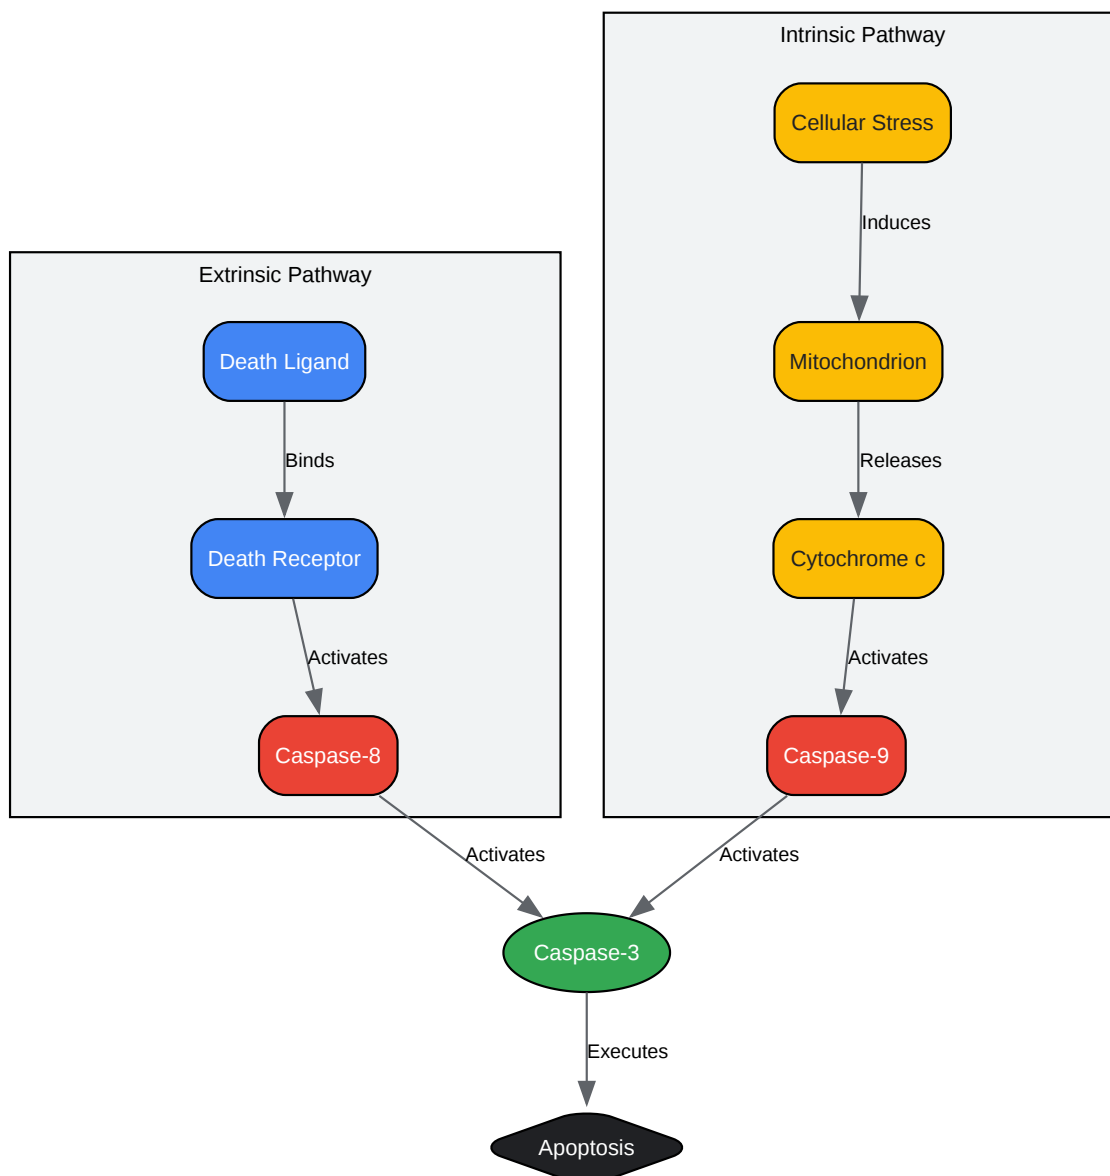 Intrinsic Pathway
Cellular Stress
Induces
Extrinsic Pathway
Death Ligand
Mitochondrion
Binds
Releases
Death Receptor
Cytochrome c
Activates
Activates
Caspase-8
Caspase-9
Activates
Activates
Caspase-3
Executes
Apoptosis